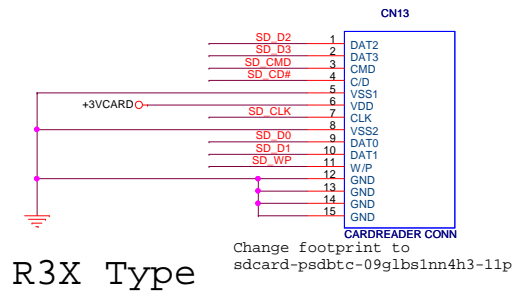 CN13
SD_D2 1 DAT2
SD_D3 2 DAT3
SD_CMD 3 CMD
SD_CD# 4 C/D
5 VSS1
+3VCARD 6 VDD
SD_CLK 7 CLK
8 VSS2
SD_D0 9 DAT0
SD_D1 10 DAT1
SD_WP 11 W/P
12 GND
13 GND
14 GND
15 GND
CARDREADER CONN
Change footprint to
sdcard-psdbtc-09glbs1nn4h3-11p
R3X Type